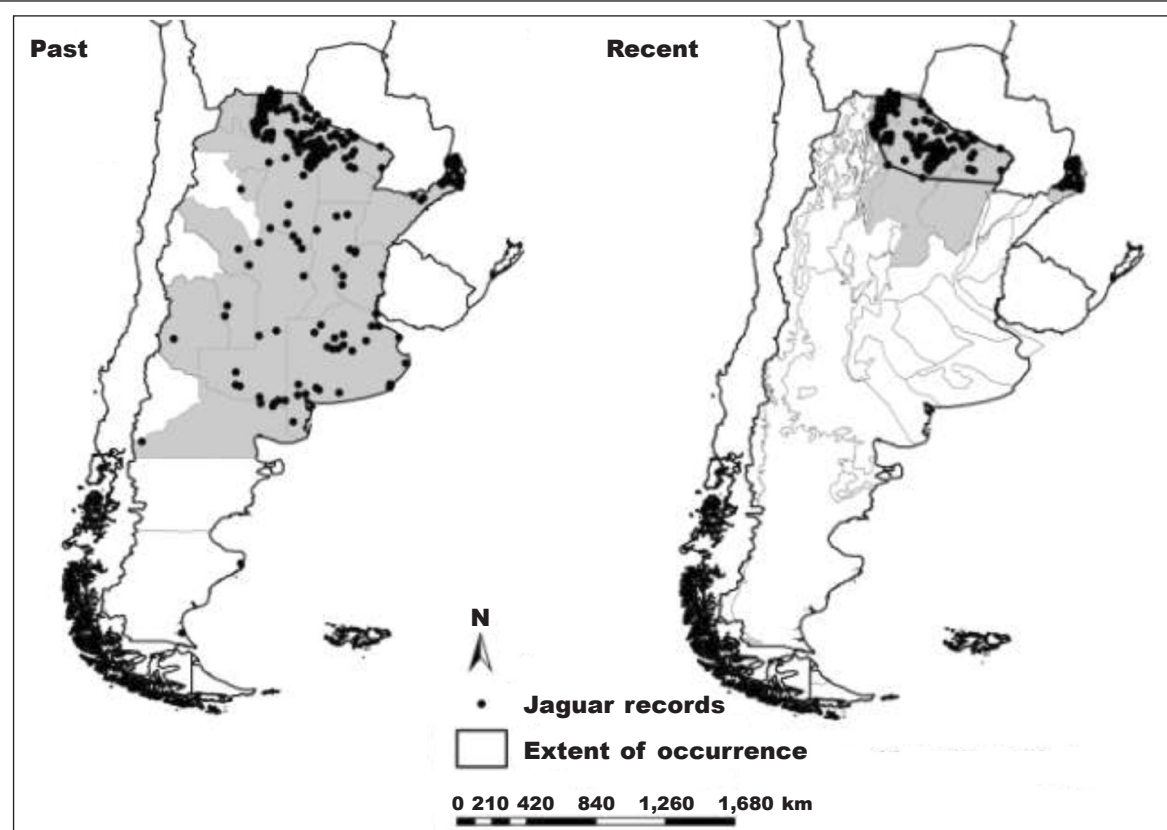 Past
Recent
N
Jaguar records
Extent of occurrence
0 210 420 840 1,260 1,680 km